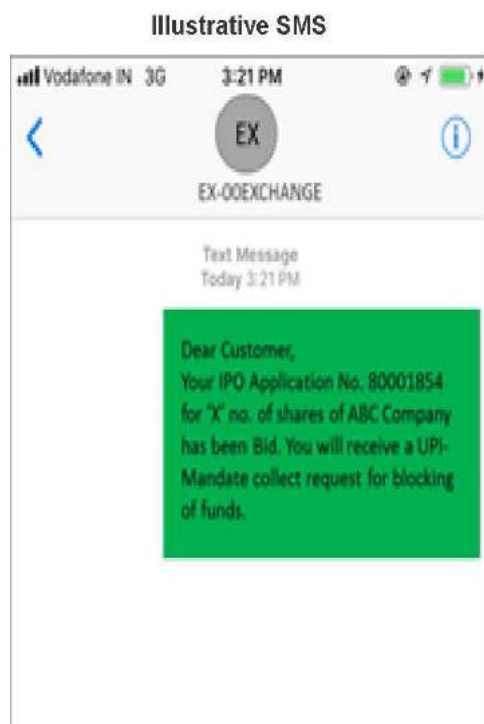 Illustrative SMS
Vodafone IN 3G 3:21 PM
EX
EX-00EXCHANGE
Text Message
Today 3:21 PM
Dear Customer,
Your IPO Application No. 80001854
for "X" no. of shares of ABC Company
has been Bid. You will receive a UPI-
Mandate collect request for blocking
of funds.